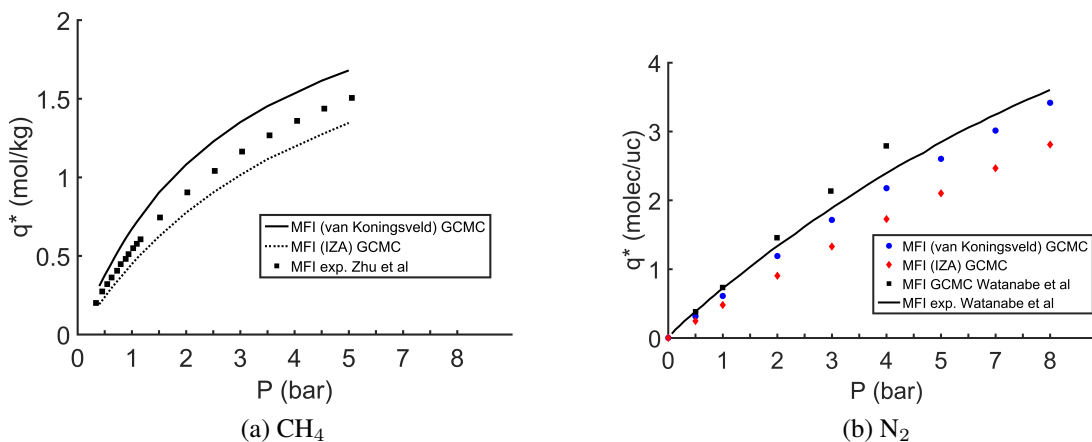 2
1.5
1
0.5
0
q* (mol/kg)
MFI (van Koningsveld) GCMC
MFI (IZA) GCMC
MFI exp. Zhu et al
0 1 2 3 4 5 7 8
P (bar)
(a) CH₄
4
3
2
1
0
q* (molec/uc)
MFI (van Koningsveld) GCMC
MFI (IZA) GCMC
MFI GCMC Watanabe et al
MFI exp. Watanabe et al
0 1 2 3 4 5 7 8
P (bar)
(b) N₂